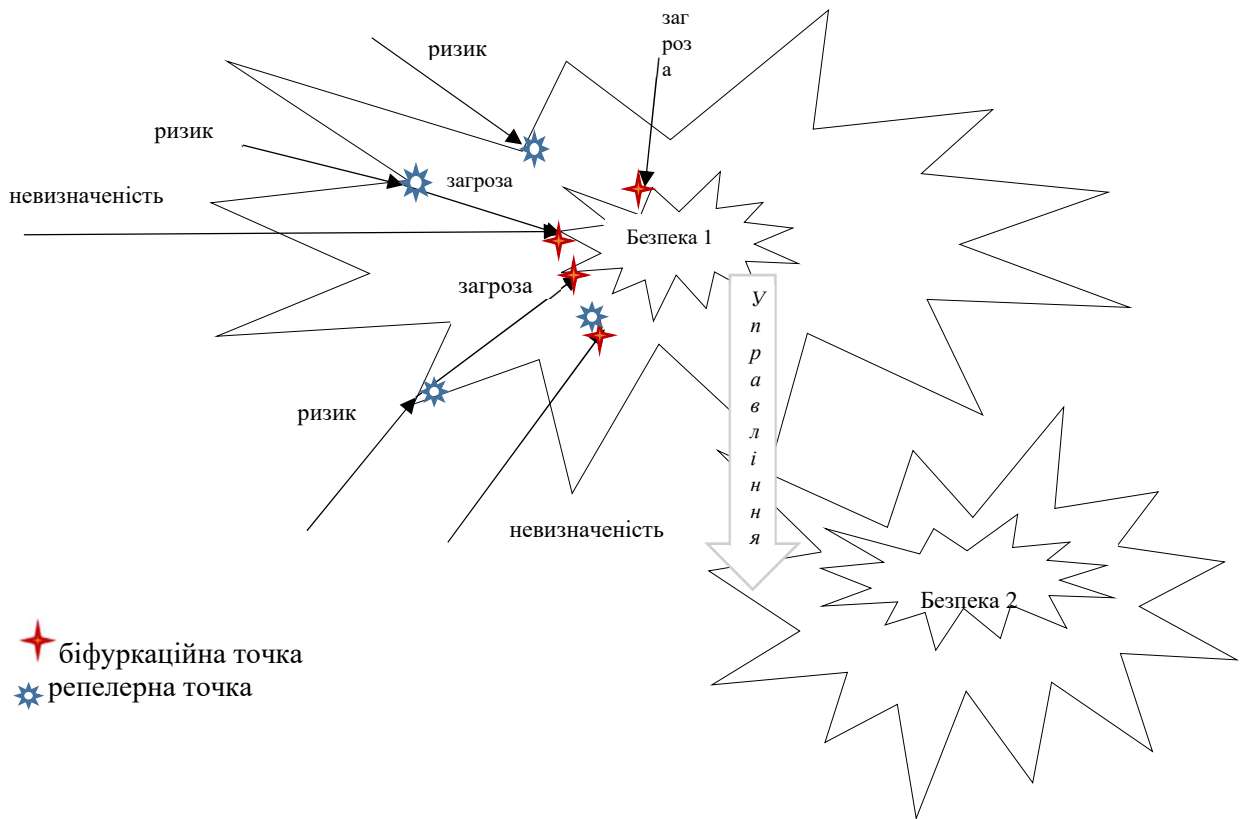 заг
роз
а
ризик
ризик
загроза
невизначеність
Безпека 1
загроза
У
п
р
а
в
л
і
н
н
я
ризик
невизначеність
Безпека 2
біфуркаційна точка
репелерна точка